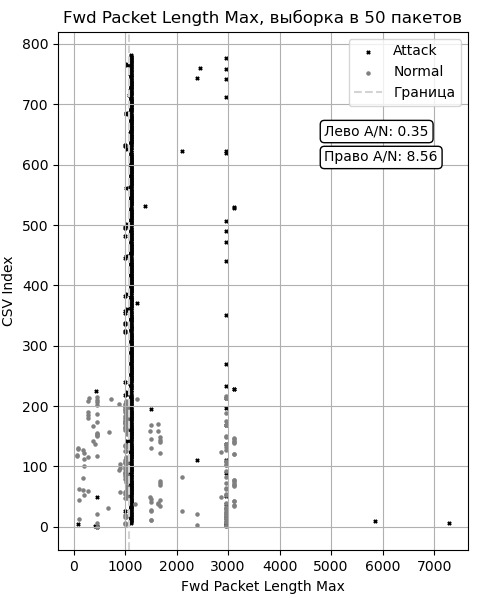 Fwd Packet Length Max, выборка в 50 пакетов
800
700
600
500
400
300
200
100
0
CSV Index
Attack
Normal
Граница
Лево A/N: 0.35
Право A/N: 8.56
0 1000 2000 3000 4000 5000 6000 7000
Fwd Packet Length Max